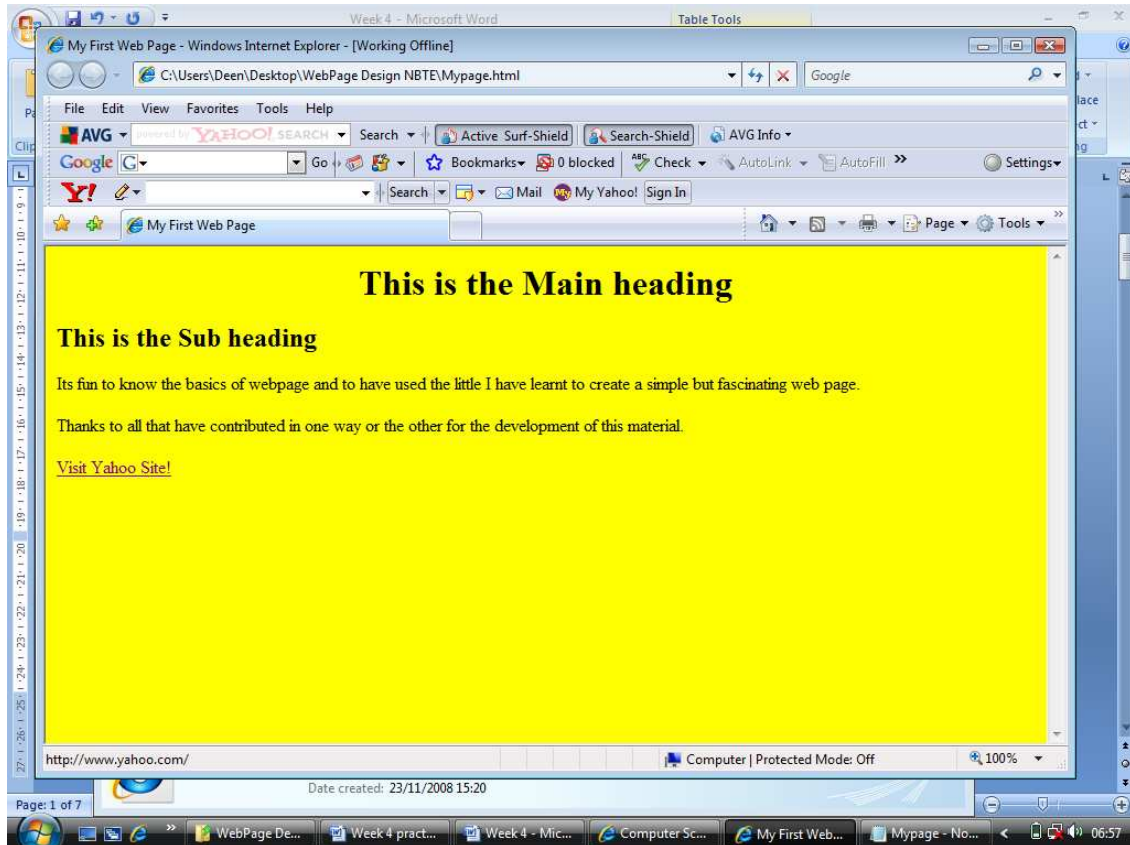 Week 4 - Microsoft Word Table Tools
My First Web Page - Windows Internet Explorer - [Working Offline]
C:\Users\Deen\Desktop\WebPage Design NBTE\Mypage.html Google
File Edit View Favorites Tools Help
AVG powered by YAHOO! SEARCH Search Active Surf-Shield Search-Shield AVG Info
Google G Go Bookmarks 0 blocked Check AutoLink AutoFill Settings
Y! Search Mail My Yahoo! Sign In
My First Web Page Page Tools
This is the Main heading
This is the Sub heading
Its fun to know the basics of webpage and to have used the little I have learnt to create a simple but fascinating web page.
Thanks to all that have contributed in one way or the other for the development of this material.
Visit Yahoo Site!
http://www.yahoo.com/ Computer | Protected Mode: Off 100%
Date created: 23/11/2008 15:20
Page: 1 of 7
WebPage De... Week 4 pract... Week 4 - Mic... Computer Sc... My First Web... Mypage - No... 06:57